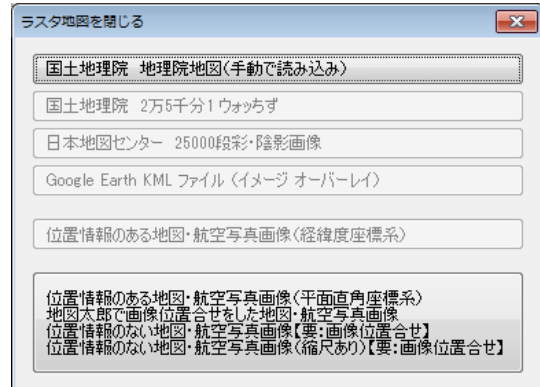 ラスタ地図を閉じる
国土地理院 地理院地図(手動で読み込み)
国土地理院 2万5千分1ウォッちず
日本地図センター 25000段彩・陰影画像
Google Earth KML ファイル (イメージ オーバーレイ)
位置情報のある地図・航空写真画像(経緯度座標系)
位置情報のある地図・航空写真画像(平面直角座標系)
地図太郎で画像位置合せをした地図・航空写真画像
位置情報のない地図・航空写真画像【要:画像位置合せ】
位置情報のない地図・航空写真画像(縮尺あり)【要:画像位置合せ】